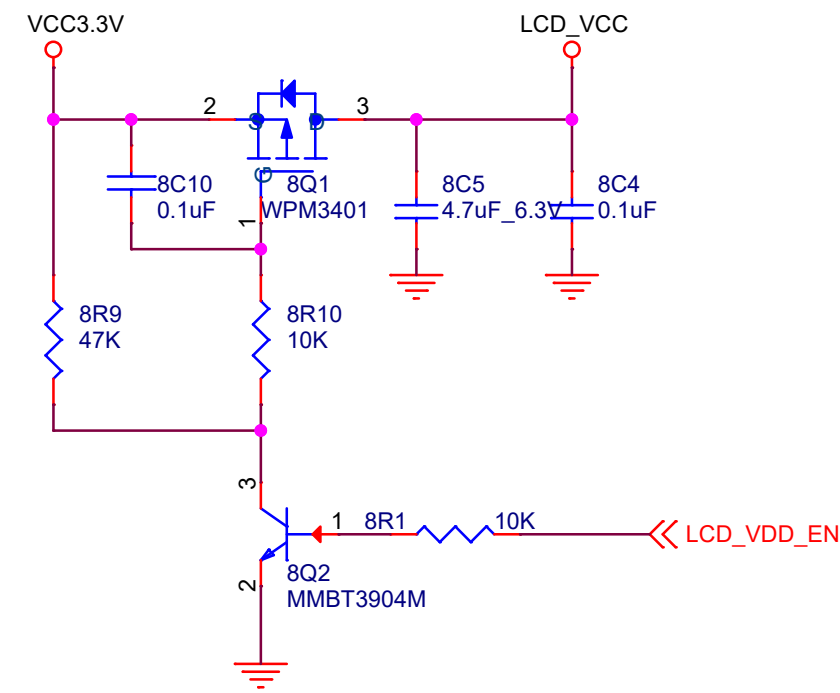 VCC3.3V
LCD_VCC
2
3
S
D
G
8C10
0.1uF
8Q1
WPM3401
1
8C5
4.7uF_6.3V
8C4
0.1uF
8R9
47K
8R10
10K
3
1
8R1
10K
LCD_VDD_EN
8Q2
MMBT3904M
2